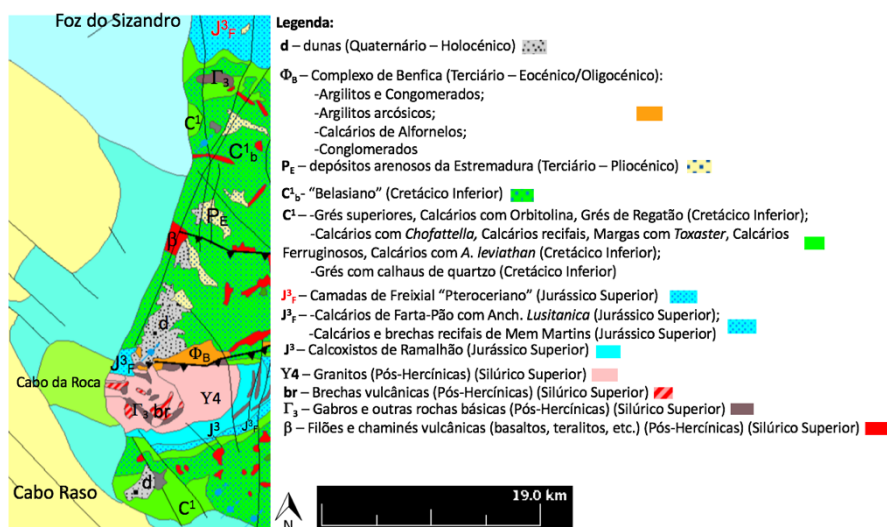 Foz do Sizandro
J³F
Γ3
C¹
C¹b
PE
β
d
J³F
ΦB
Cabo da Roca
ϒ4
Γ3 br
J³
J³F
d
Cabo Raso
C¹
Legenda:
d – dunas (Quaternário – Holocénico)
ΦB – Complexo de Benfica (Terciário – Eocénico/Oligocénico):
-Argilitos e Congomerados;
-Argilitos arcósicos;
-Calcários de Alfornelos;
-Conglomerados
PE – depósitos arenosos da Estremadura (Terciário – Pliocénico)
C¹b- "Belasiano" (Cretácico Inferior)
C¹ – -Grés superiores, Calcários com Orbitolina, Grés de Regatão (Cretácico Inferior);
-Calcários com Choffatella, Calcários recifais, Margas com Toxaster, Calcários
Ferruginosos, Calcários com A. leviathan (Cretácico Inferior);
-Grés com calhaus de quartzo (Cretácico Inferior)
J³F – Camadas de Freixial "Pteroceriano" (Jurássico Superior)
J³F – -Calcários de Farta-Pão com Anch. Lusitanica (Jurássico Superior);
-Calcários e brechas recifais de Mem Martins (Jurássico Superior)
J³ – Calcoxistos de Ramalhão (Jurássico Superior)
ϒ4 – Granitos (Pós-Hercínicas) (Silúrico Superior)
br – Brechas vulcânicas (Pós-Hercínicas) (Silúrico Superior)
Γ3 – Gabros e outras rochas básicas (Pós-Hercínicas) (Silúrico Superior)
β – Filões e chaminés vulcânicas (basaltos, teralitos, etc.) (Pós-Hercínicas) (Silúrico Superior)
19.0 km
N